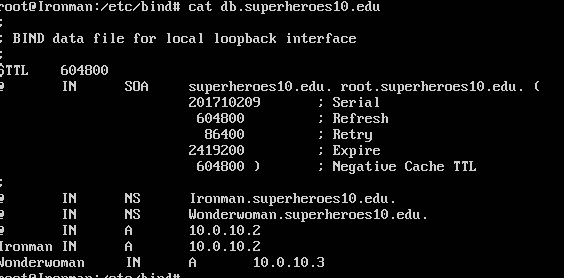 root@Ironman:/etc/bind# cat db.superheroes10.edu
;
; BIND data file for local loopback interface
;
$TTL 604800
@ IN SOA superheroes10.edu. root.superheroes10.edu. (
201710209 ; Serial
604800 ; Refresh
86400 ; Retry
2419200 ; Expire
604800 ) ; Negative Cache TTL
;
@ IN NS Ironman.superheroes10.edu.
@ IN NS Wonderwoman.superheroes10.edu.
@ IN A 10.0.10.2
Ironman IN A 10.0.10.2
Wonderwoman IN A 10.0.10.3
root@Ironman:/etc/bind#